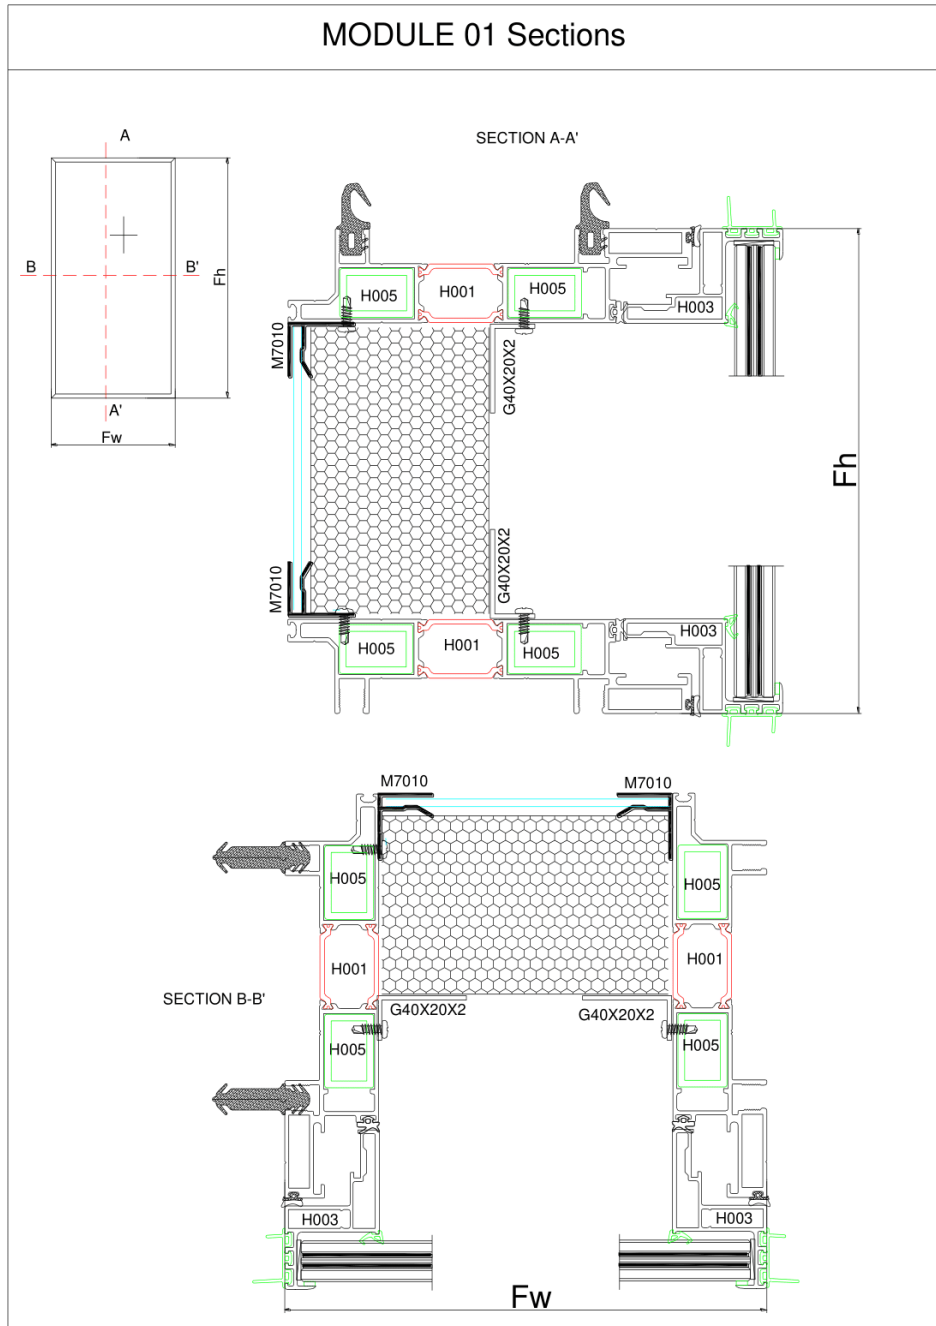 MODULE 01 Sections
A
SECTION A-A'
B
B'
Fh
A'
Fw
H005
H001
H005
H003
M7010
G40X20X2
Fh
G40X20X2
M7010
H005
H001
H005
H003
M7010
M7010
H005
H005
H001
H001
SECTION B-B'
G40X20X2
G40X20X2
H005
H005
H003
H003
Fw